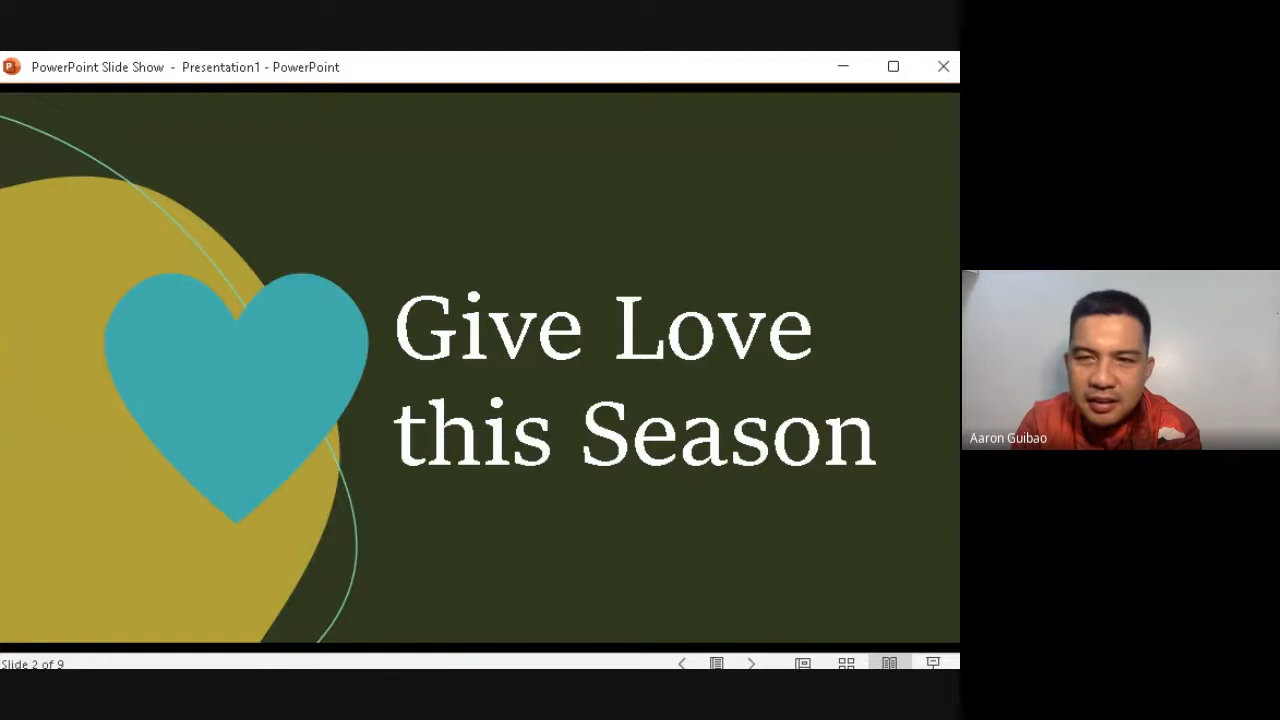 PowerPoint Slide Show - Presentation1 - PowerPoint
Give Love
this Season
Aaron Guibao
Slide 2 of 9